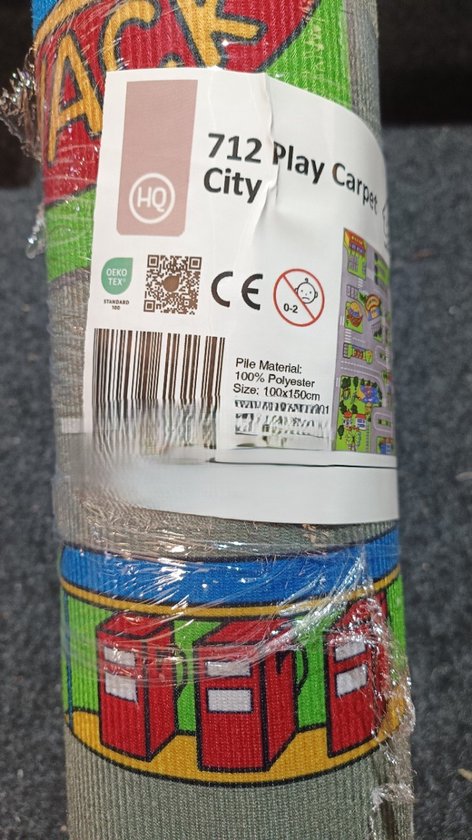 ACK
712 Play Carpet
City
HQ
OEKO
TEX®
STANDARD
100
CE
0-2
Pile Material:
100% Polyester
Size: 100x150cm